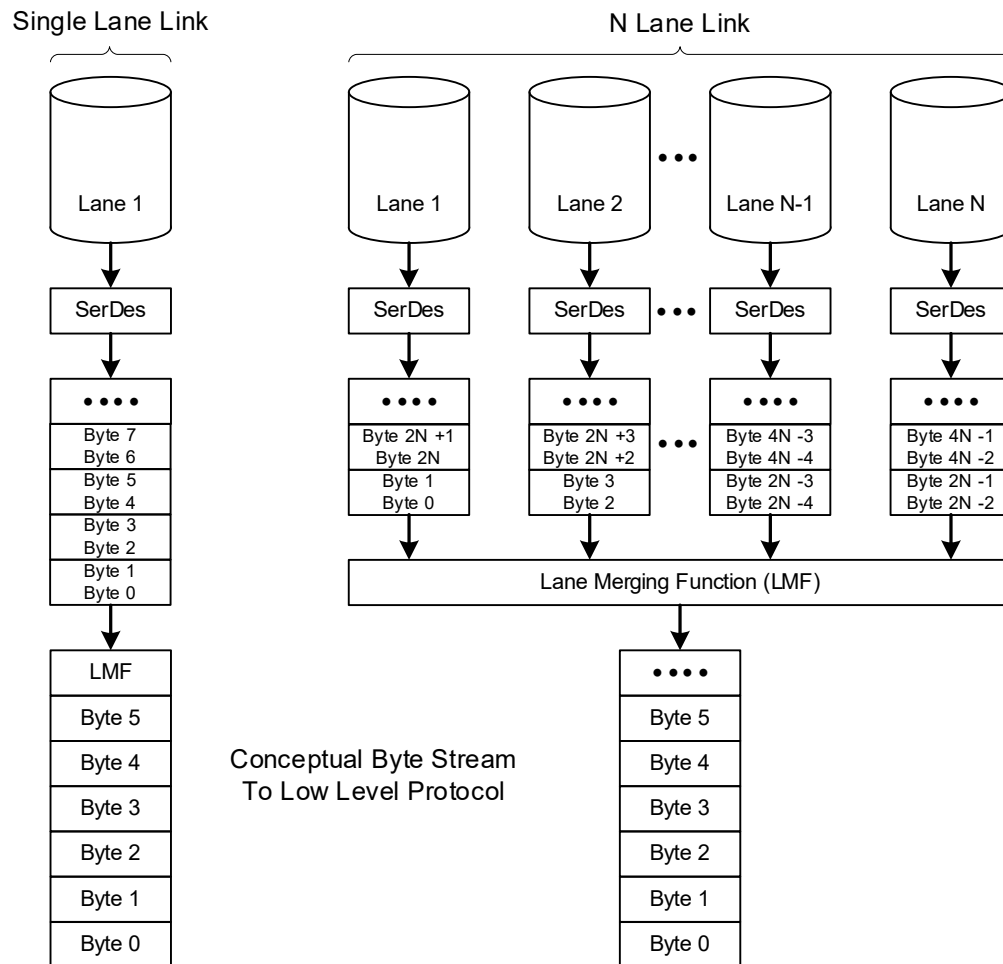 Single Lane Link
N Lane Link
Lane 1
Lane 1
Lane 2
Lane N-1
Lane N
SerDes
SerDes
SerDes
SerDes
SerDes
Byte 7
Byte 6
Byte 5
Byte 4
Byte 3
Byte 2
Byte 1
Byte 0
Byte 2N +1
Byte 2N
Byte 1
Byte 0
Byte 2N +3
Byte 2N +2
Byte 3
Byte 2
Byte 4N -3
Byte 4N -4
Byte 2N -3
Byte 2N -4
Byte 4N -1
Byte 4N -2
Byte 2N -1
Byte 2N -2
Lane Merging Function (LMF)
LMF
Byte 5
Byte 4
Byte 3
Byte 2
Byte 1
Byte 0
Conceptual Byte Stream
To Low Level Protocol
Byte 5
Byte 4
Byte 3
Byte 2
Byte 1
Byte 0